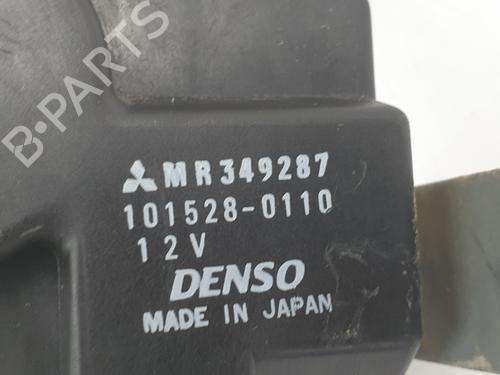 MR349287
101528-0110
12V
DENSO
MADE IN JAPAN
B-PARTS